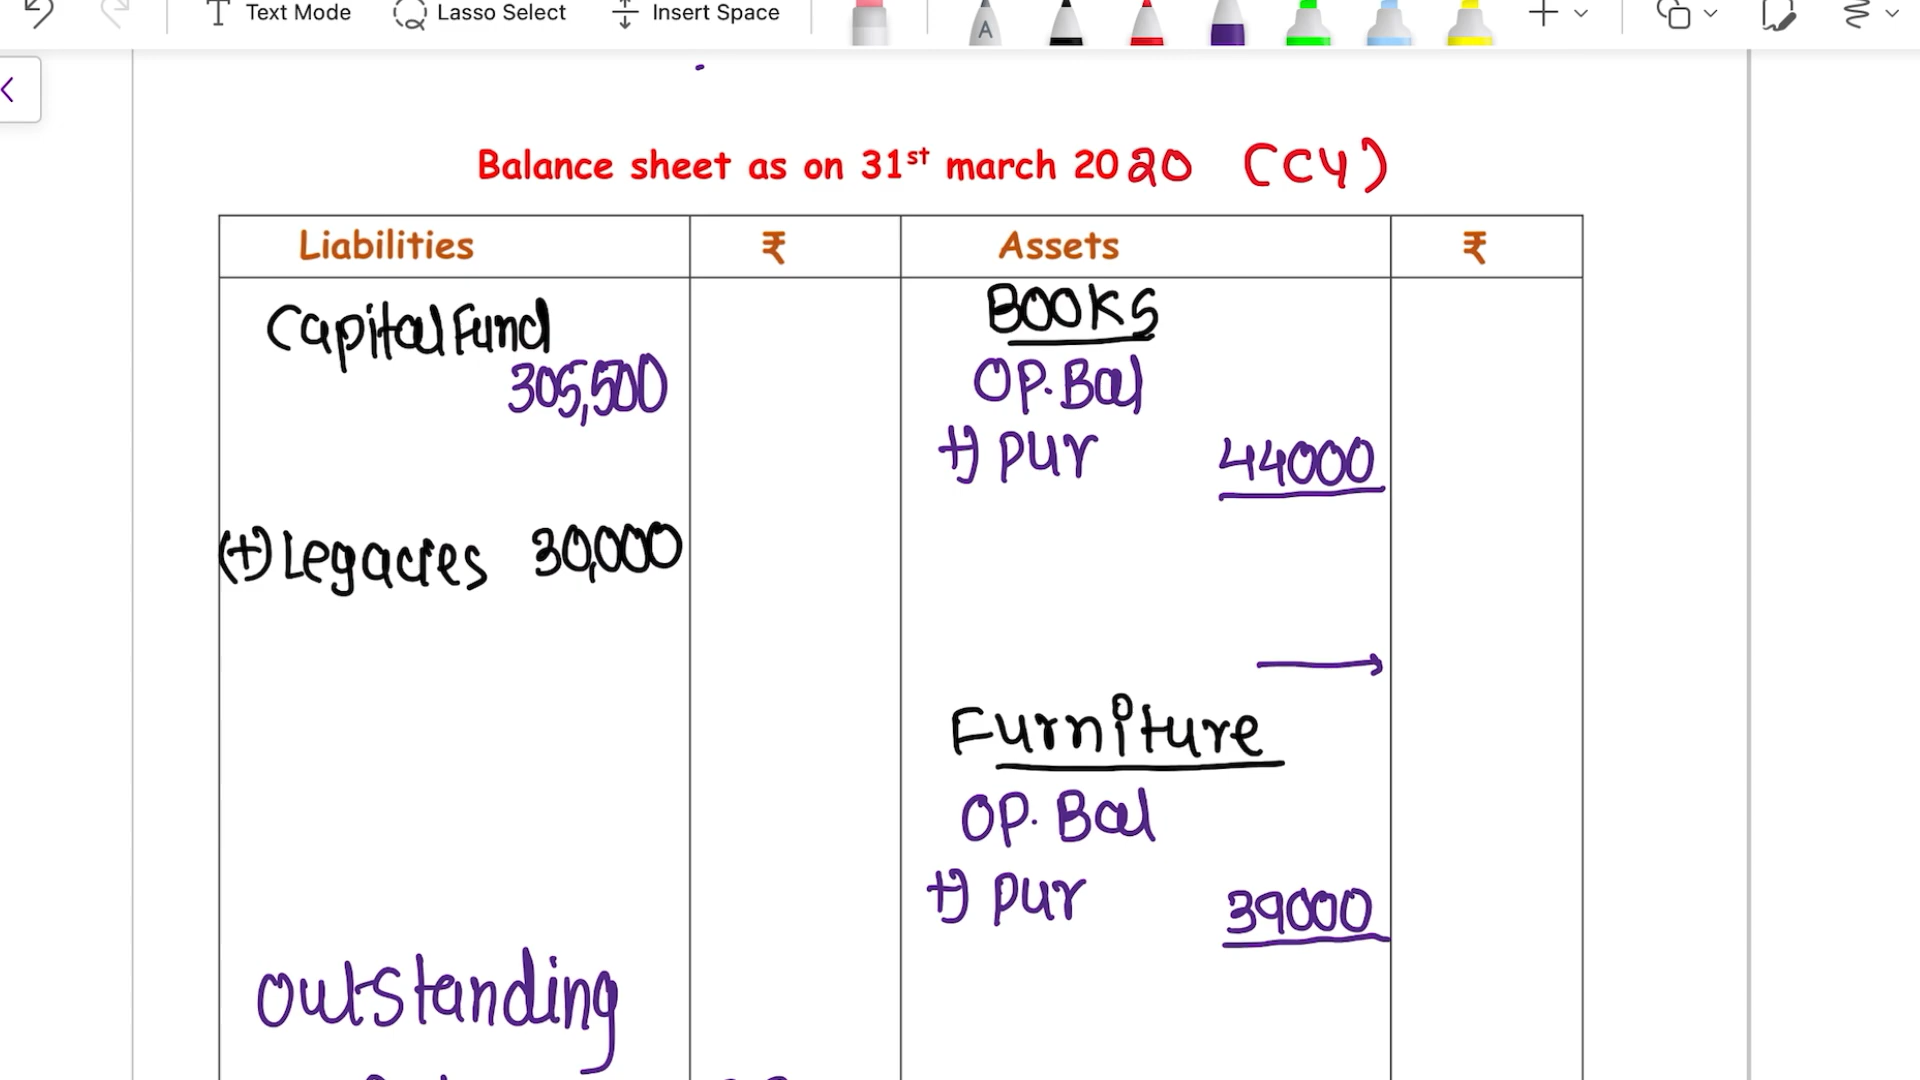 Text Mode Lasso Select Insert Space
Balance sheet as on 31st march 2020 (CY)
Liabilities ₹ Assets ₹
Capital Fund
305,500
BOOKS
OP. Bal
+) pur 44000
(+) Legacies 30,000
Furniture
OP. Bal
+) pur 39000
Outstanding